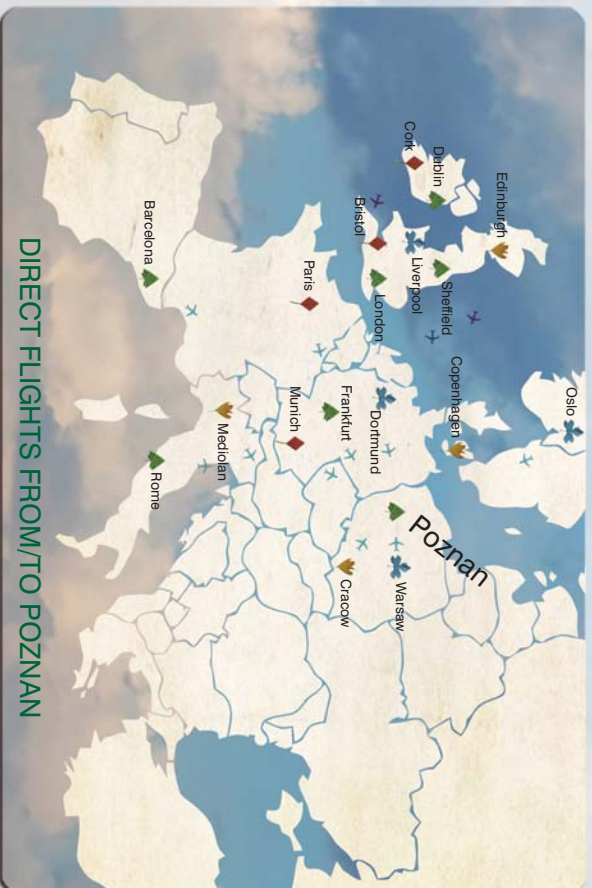 Oslo
Edinburgh
Copenhagen
Dublin
Sheffield
Cork
Liverpool
Poznan
Bristol
London
Dortmund
Warsaw
Frankfurt
Cracow
Paris
Munich
Mediolan
Barcelona
Rome
DIRECT FLIGHTS FROM/TO POZNAN